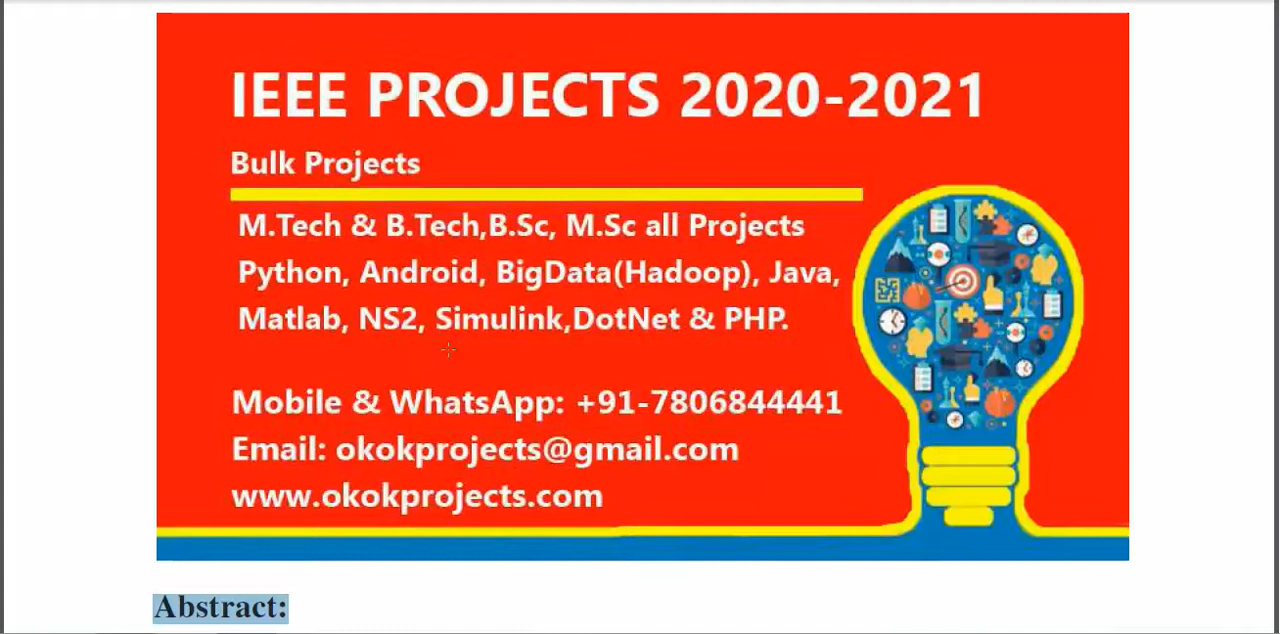 IEEE PROJECTS 2020-2021
Bulk Projects
M.Tech & B.Tech,B.Sc, M.Sc all Projects
Python, Android, BigData(Hadoop), Java,
Matlab, NS2, Simulink,DotNet & PHP.
Mobile & WhatsApp: +91-7806844441
Email: okokprojects@gmail.com
www.okokprojects.com
Abstract: